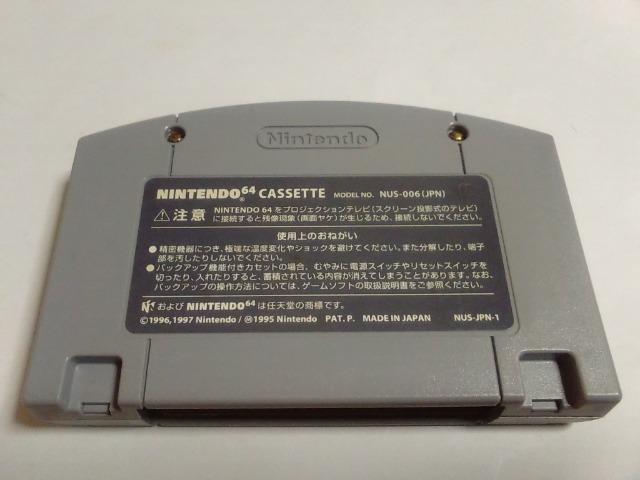 Nintendo
NINTENDO64® CASSETTE MODEL NO. NUS-006(JPN)
⚠注意 NINTENDO 64をプロジェクションテレビ(スクリーン投影式のテレビ)
に接続すると残像現象(画面ヤケ)が生じるため、接続しないでください。
使用上のおねがい
●精密機器につき、極端な温度変化やショックを避けてください。また分解したり、端子
部を汚したりしないでください。
●バックアップ機能付きカセットの場合、むやみに電源スイッチやリセットスイッチを
切ったり、入れたりすると、蓄積されている内容が消えてしまうことがあります。なお、
バックアップの操作方法については、ゲームソフトの取扱説明書をご参照ください。
およびNINTENDO64は任天堂の商標です。
©1996,1997 Nintendo/Ⓜ1995 Nintendo PAT. P. MADE IN JAPAN NUS-JPN-1